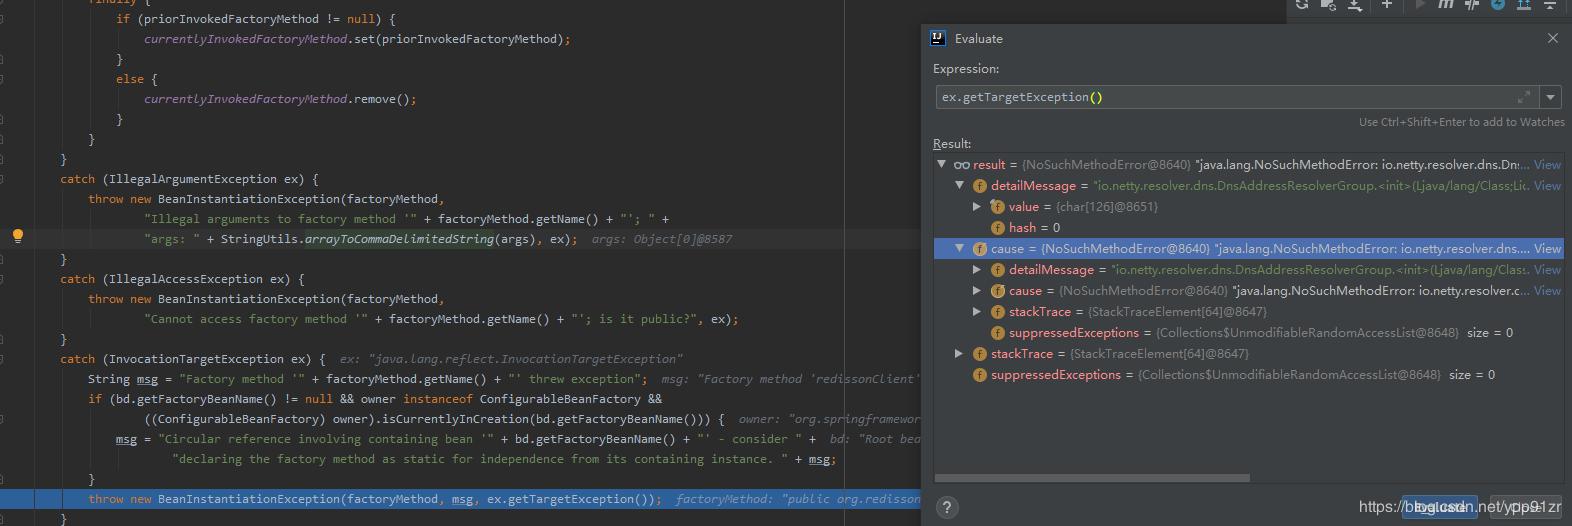 finally {
if (priorInvokedFactoryMethod != null) {
currentlyInvokedFactoryMethod.set(priorInvokedFactoryMethod);
}
else {
currentlyInvokedFactoryMethod.remove();
}
}
}
catch (IllegalArgumentException ex) {
throw new BeanInstantiationException(factoryMethod,
"Illegal arguments to factory method '" + factoryMethod.getName() + "'; " +
"args: " + StringUtils.arrayToCommaDelimitedString(args), ex);  args: Object[0]@8587
}
catch (IllegalAccessException ex) {
throw new BeanInstantiationException(factoryMethod,
"Cannot access factory method '" + factoryMethod.getName() + "'; is it public?", ex);
}
catch (InvocationTargetException ex) {  ex: "java.lang.reflect.InvocationTargetException"
String msg = "Factory method '" + factoryMethod.getName() + "' threw exception";  msg: "Factory method 'redissonClient'
if (bd.getFactoryBeanName() != null && owner instanceof ConfigurableBeanFactory &&
((ConfigurableBeanFactory) owner).isCurrentlyInCreation(bd.getFactoryBeanName())) {  owner: "org.springframewor
msg = "Circular reference involving containing bean '" + bd.getFactoryBeanName() + "' - consider " +  bd: "Root bea
"declaring the factory method as static for independence from its containing instance. " + msg;
}
throw new BeanInstantiationException(factoryMethod, msg, ex.getTargetException());  factoryMethod: "public org.redisson
}
Evaluate
Expression:
ex.getTargetException()
Use Ctrl+Shift+Enter to add to Watches
Result:
result = {NoSuchMethodError@8640} "java.lang.NoSuchMethodError: io.netty.resolver.dns.Dns... View
detailMessage = "io.netty.resolver.dns.DnsAddressResolverGroup.<init>(Ljava/lang/Class;Lic... View
value = {char[126]@8651}
hash = 0
cause = {NoSuchMethodError@8640} "java.lang.NoSuchMethodError: io.netty.resolver.dns.... View
detailMessage = "io.netty.resolver.dns.DnsAddressResolverGroup.<init>(Ljava/lang/Class... View
cause = {NoSuchMethodError@8640} "java.lang.NoSuchMethodError: io.netty.resolver.c... View
stackTrace = {StackTraceElement[64]@8647}
suppressedExceptions = {Collections$UnmodifiableRandomAccessList@8648} size = 0
stackTrace = {StackTraceElement[64]@8647}
suppressedExceptions = {Collections$UnmodifiableRandomAccessList@8648} size = 0
?
Evaluate
https://blog.csdn.net/ypp91zr